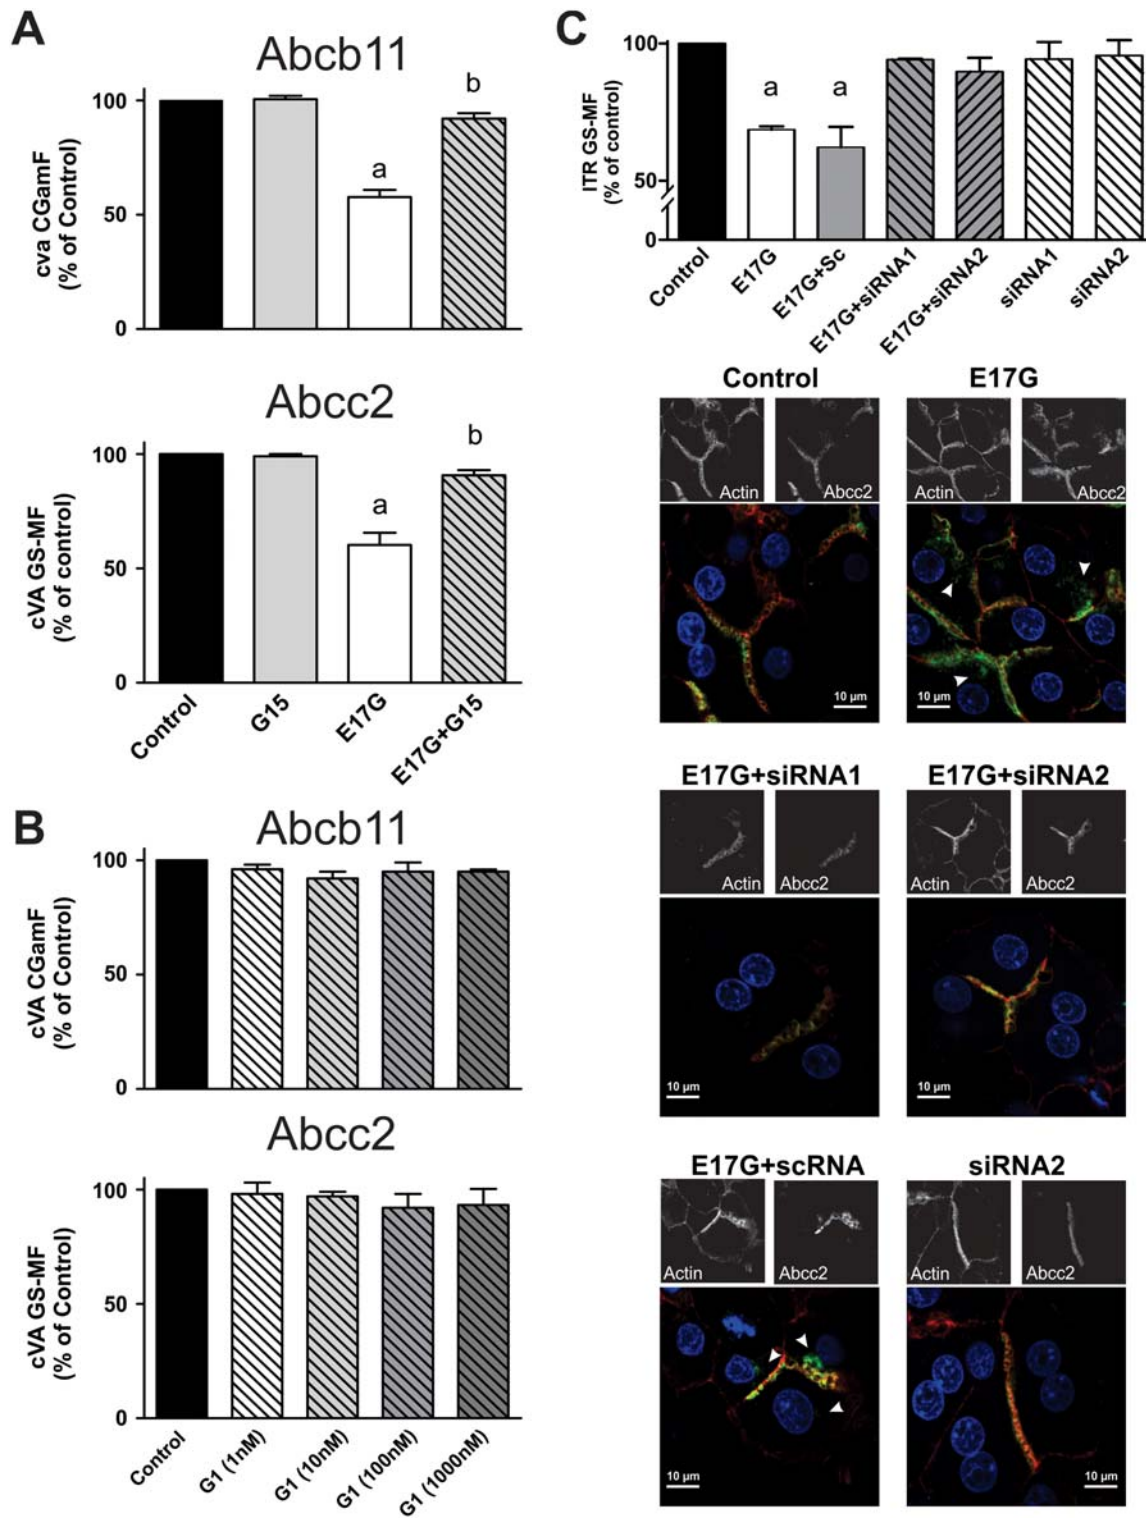 A
Abcb11
cva CGamF
(% of Control)
100
50
0
a
b
Abcc2
cVA GS-MF
(% of control)
100
50
0
a
b
Control
G15
E17G
E17G+G15
B
Abcb11
cVA CGamF
(% of Control)
100
50
0
Abcc2
cVA GS-MF
(% of Control)
100
50
0
Control
G1 (1nM)
G1 (10nM)
G1 (100nM)
G1 (1000nM)
C
ITR GS-MF
(% of control)
100
50
0
a
a
Control
E17G
E17G+Sc
E17G+siRNA1
E17G+siRNA2
siRNA1
siRNA2
Control
Actin
Abcc2
10 µm
E17G
Actin
Abcc2
10 µm
E17G+siRNA1
Actin
Abcc2
10 µm
E17G+siRNA2
Actin
Abcc2
10 µm
E17G+scRNA
Actin
Abcc2
10 µm
siRNA2
Actin
Abcc2
10 µm